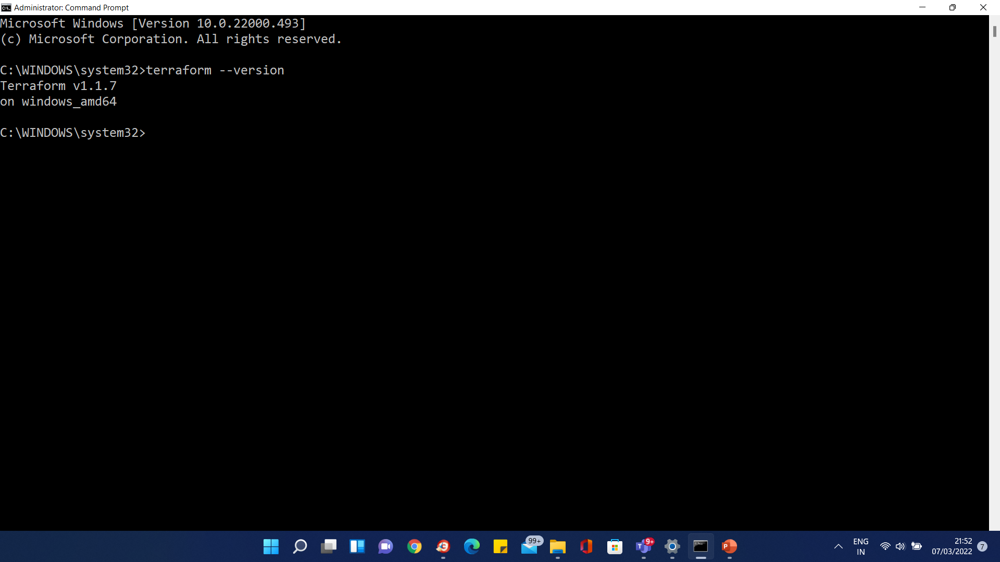 Administrator: Command Prompt
Microsoft Windows [Version 10.0.22000.493]
(c) Microsoft Corporation. All rights reserved.
C:\WINDOWS\system32>terraform --version
Terraform v1.1.7
on windows_amd64
C:\WINDOWS\system32>
99+
9+
ENG
IN
21:52
07/03/2022
7